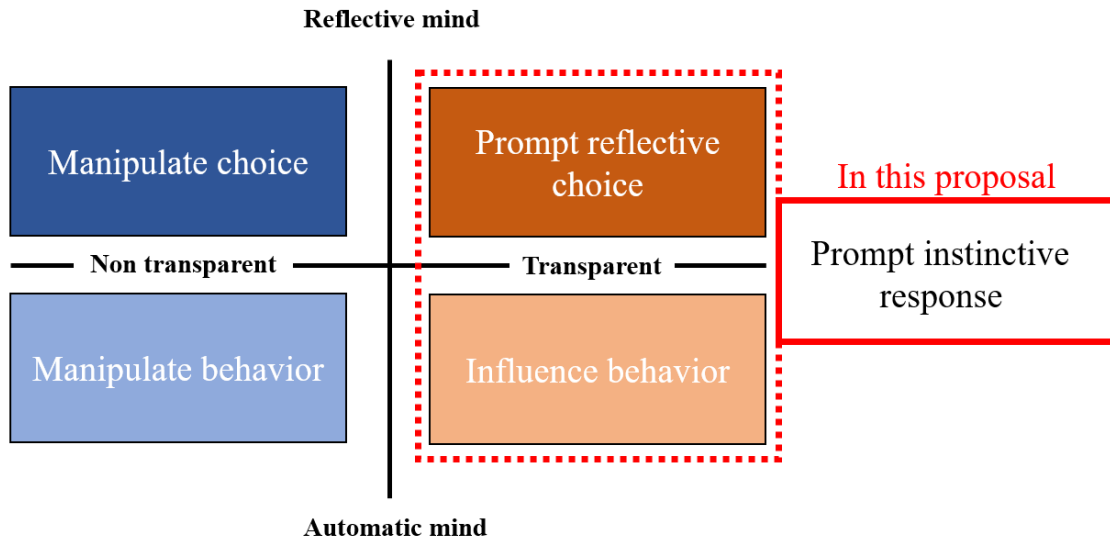 Reflective mind
Manipulate choice
Prompt reflective
choice
In this proposal
Non transparent
Transparent
Prompt instinctive
response
Manipulate behavior
Influence behavior
Automatic mind